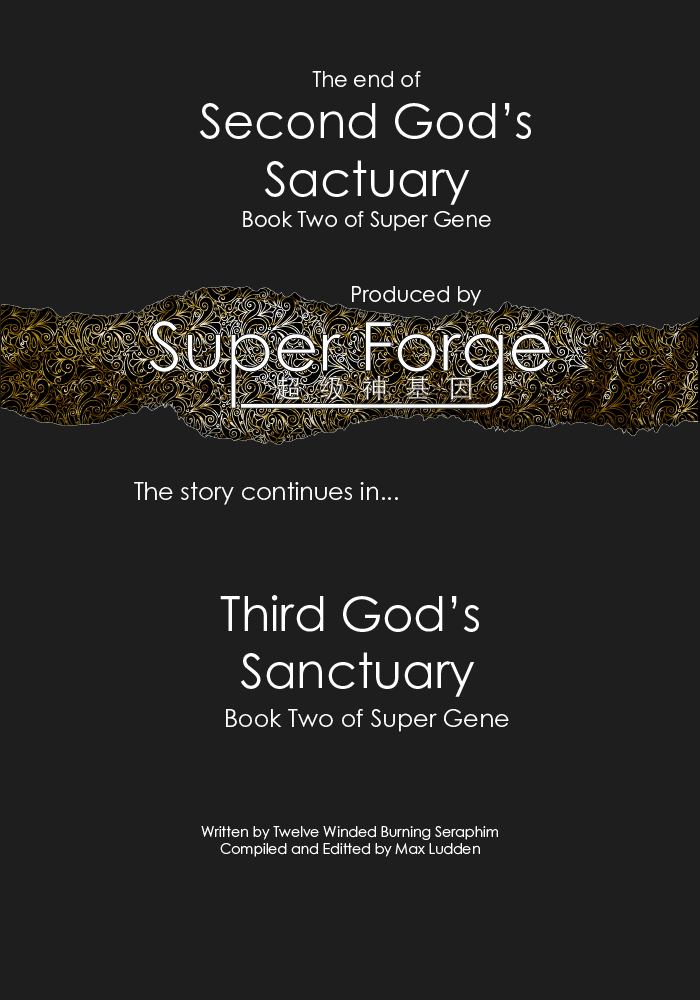 The end of
Second God's
Sactuary
Book Two of Super Gene
Produced by
Super Forge
超级神基因
The story continues in...
Third God's
Sanctuary
Book Two of Super Gene
Written by Twelve Winded Burning Seraphim
Compiled and Editted by Max Ludden